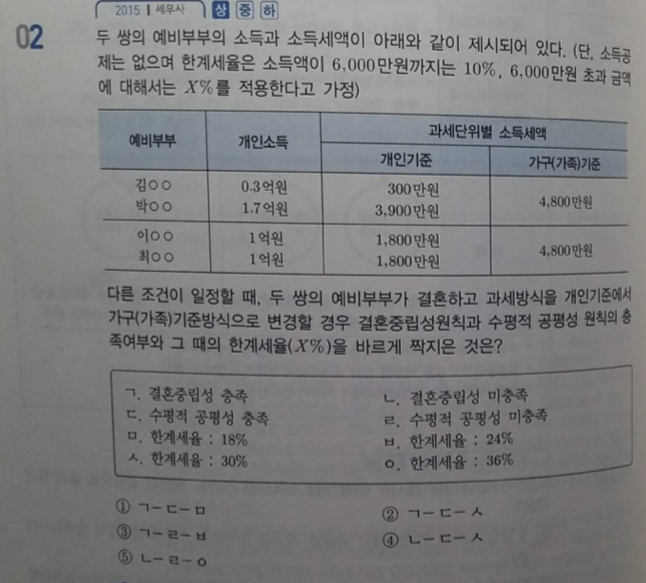 2015 | 세무사 상 중 하
02 두 쌍의 예비부부의 소득과 소득세액이 아래와 같이 제시되어 있다. (단, 소득공
제는 없으며 한계세율은 소득액이 6,000만원까지는 10%, 6,000만원 초과 금액
에 대해서는 X%를 적용한다고 가정)
예비부부 개인소득 과세단위별 소득세액
개인기준 가구(가족)기준
김○○ 0.3억원 300만원
박○○ 1.7억원 3,900만원 4,800만원
이○○ 1억원 1,800만원
최○○ 1억원 1,800만원 4,800만원
다른 조건이 일정할 때, 두 쌍의 예비부부가 결혼하고 과세방식을 개인기준에서
가구(가족)기준방식으로 변경할 경우 결혼중립성원칙과 수평적 공평성 원칙의 충
족여부와 그 때의 한계세율(X%)을 바르게 짝지은 것은?
ㄱ. 결혼중립성 충족 ㄴ. 결혼중립성 미충족
ㄷ. 수평적 공평성 충족 ㄹ. 수평적 공평성 미충족
ㅁ. 한계세율 : 18% ㅂ. 한계세율 : 24%
ㅅ. 한계세율 : 30% ㅇ. 한계세율 : 36%
① ㄱ-ㄷ-ㅁ ② ㄱ-ㄷ-ㅅ
③ ㄱ-ㄹ-ㅂ ④ ㄴ-ㄷ-ㅅ
⑤ ㄴ-ㄹ-ㅇ